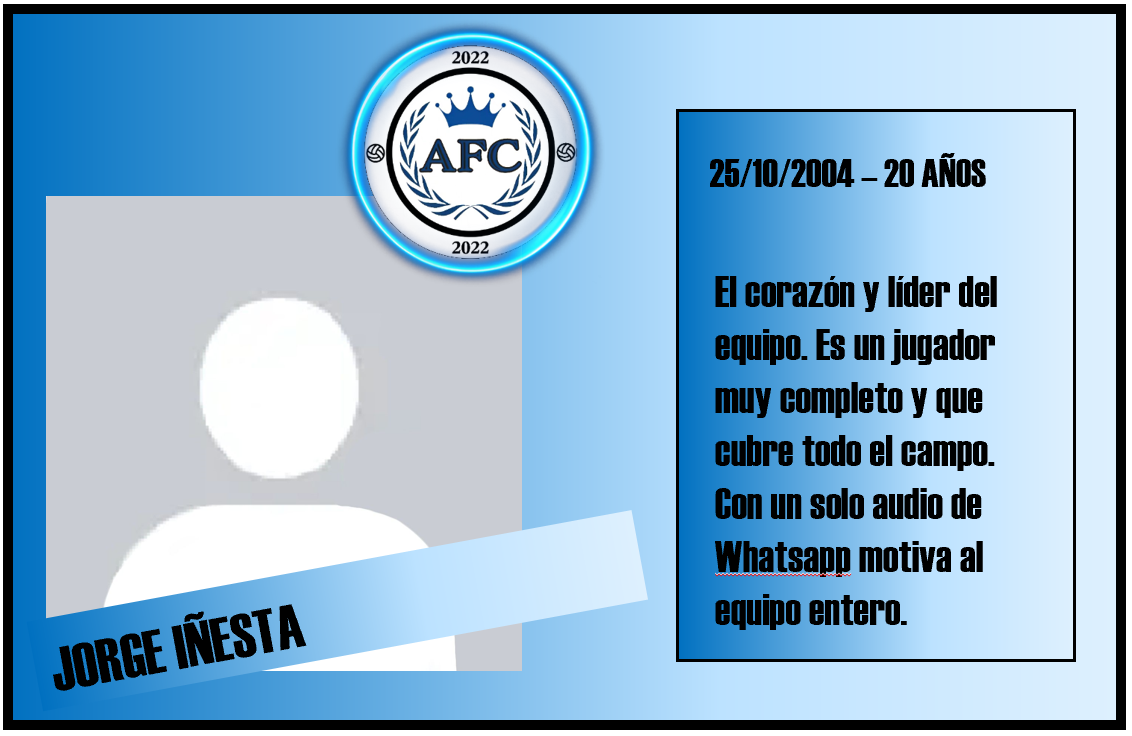 2022
AFC
2022
25/10/2004 – 20 AÑOS
El corazón y líder del
equipo. Es un jugador
muy completo y que
cubre todo el campo.
Con un solo audio de
Whatsapp motiva al
equipo entero.
JORGE IÑESTA